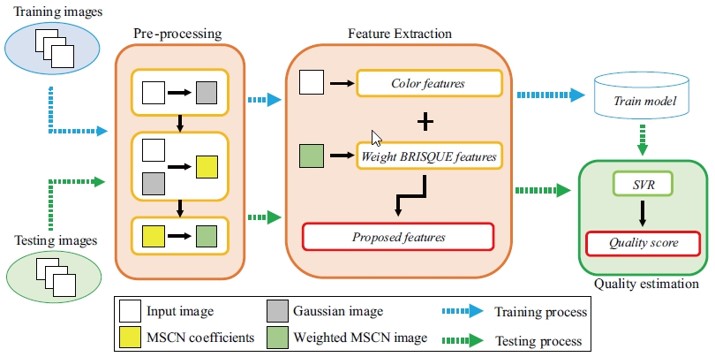 Training images
Pre-processing
Feature Extraction
Color features
+
Weight BRISQUE features
Proposed features
Train model
SVR
Quality score
Quality estimation
Testing images
Input image
Gaussian image
Training process
MSCN coefficients
Weighted MSCN image
Testing process